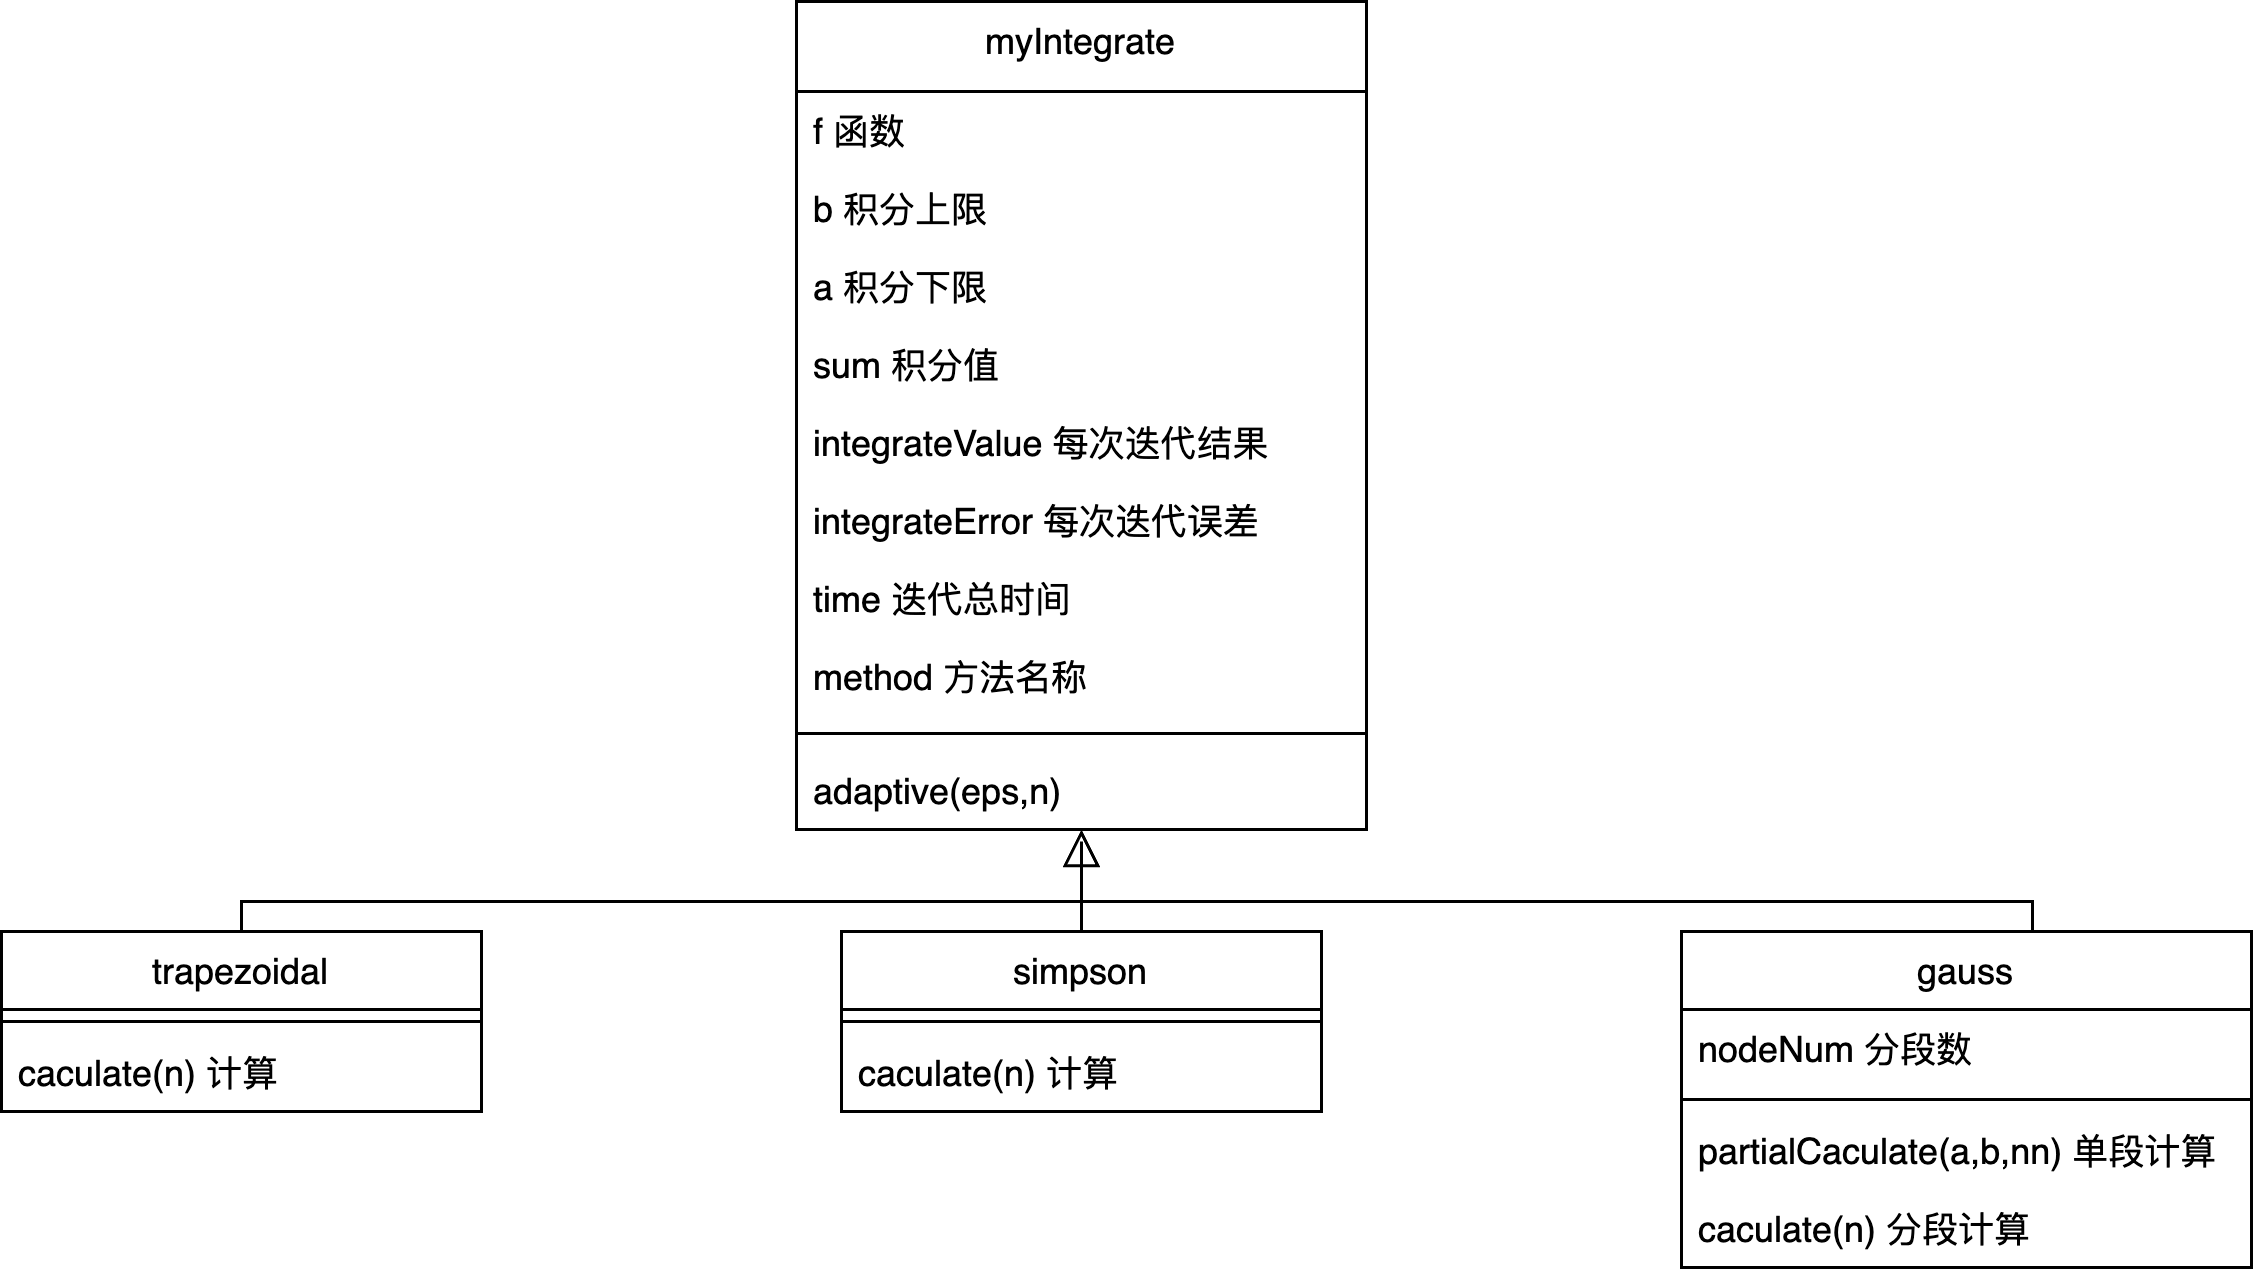 myIntegrate
f 函数
b 积分上限
a 积分下限
sum 积分值
integrateValue 每次迭代结果
integrateError 每次迭代误差
time 迭代总时间
method 方法名称
adaptive(eps,n)
trapezoidal
caculate(n) 计算
simpson
caculate(n) 计算
gauss
nodeNum 分段数
partialCaculate(a,b,nn) 单段计算
caculate(n) 分段计算